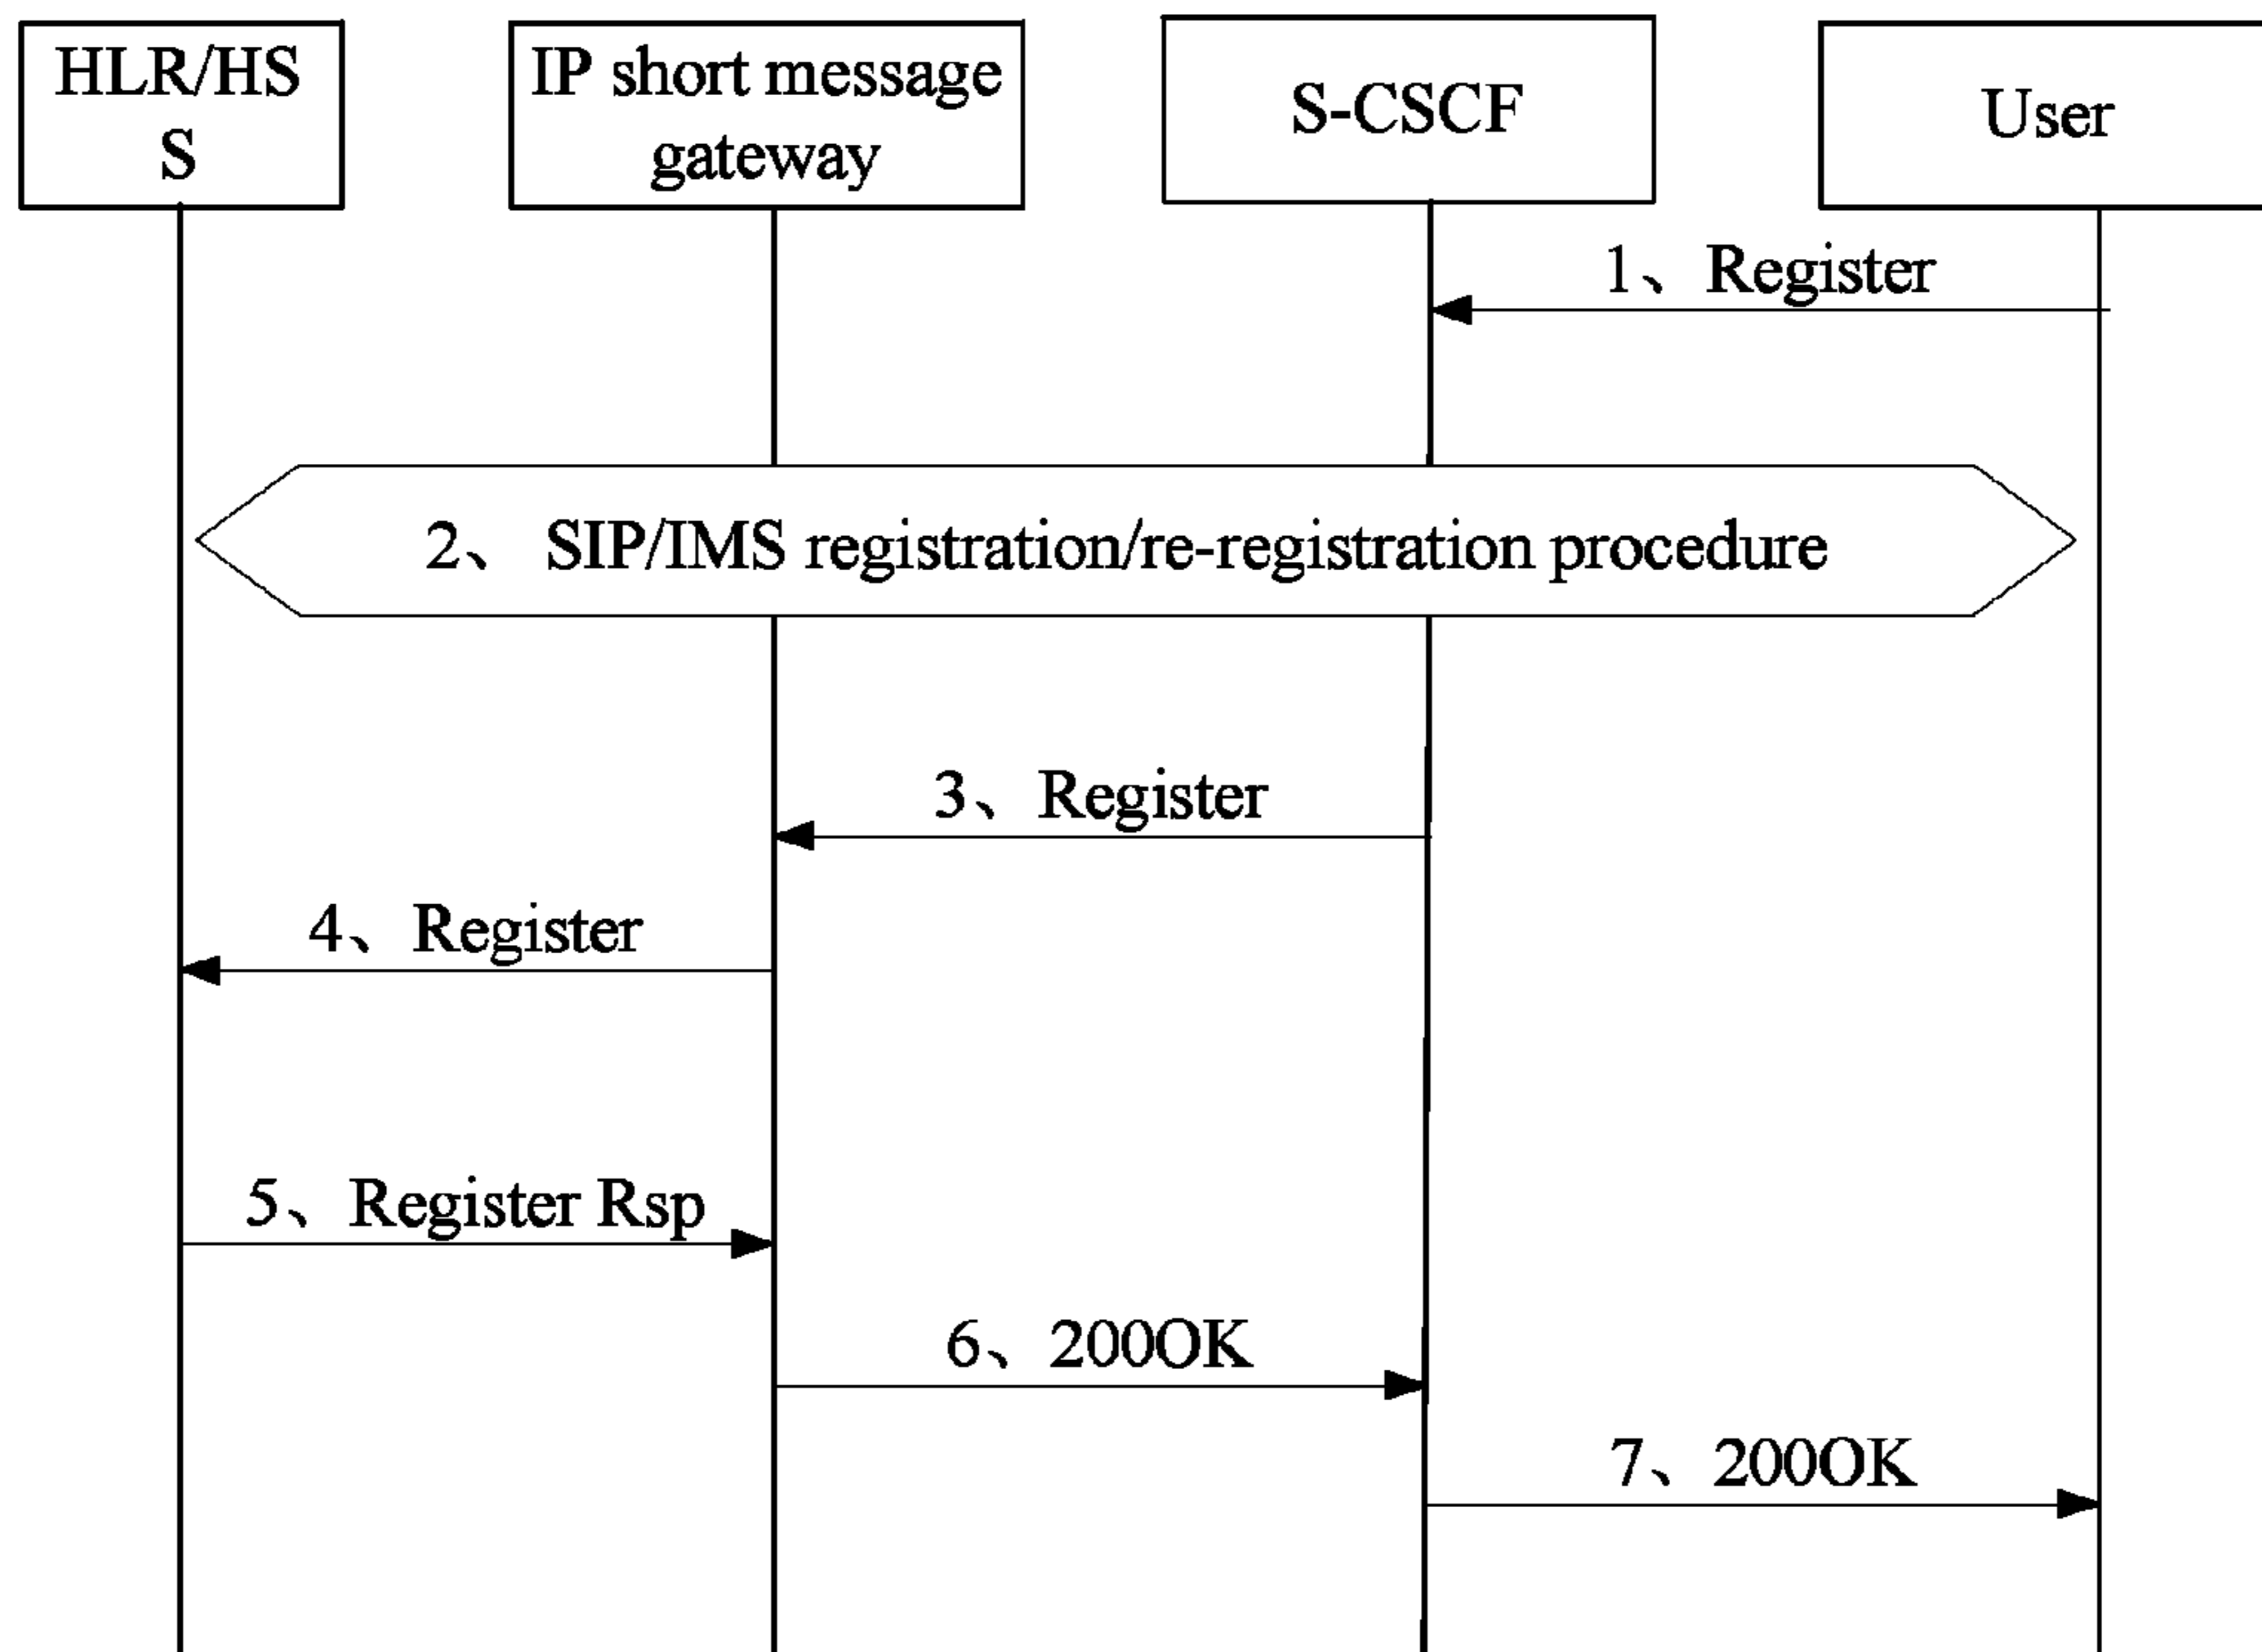 HLR/HS
S
IP short message
gateway
S-CSCF
User
1、Register
2、 SIP/IMS registration/re-registration procedure
3、Register
4、Register
5、Register Rsp
6、200OK
7、200OK